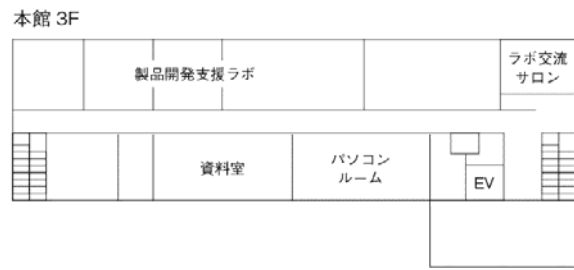 本館 3F
製品開発支援ラボ
ラボ交流
サロン
資料室
パソコン
ルーム
EV